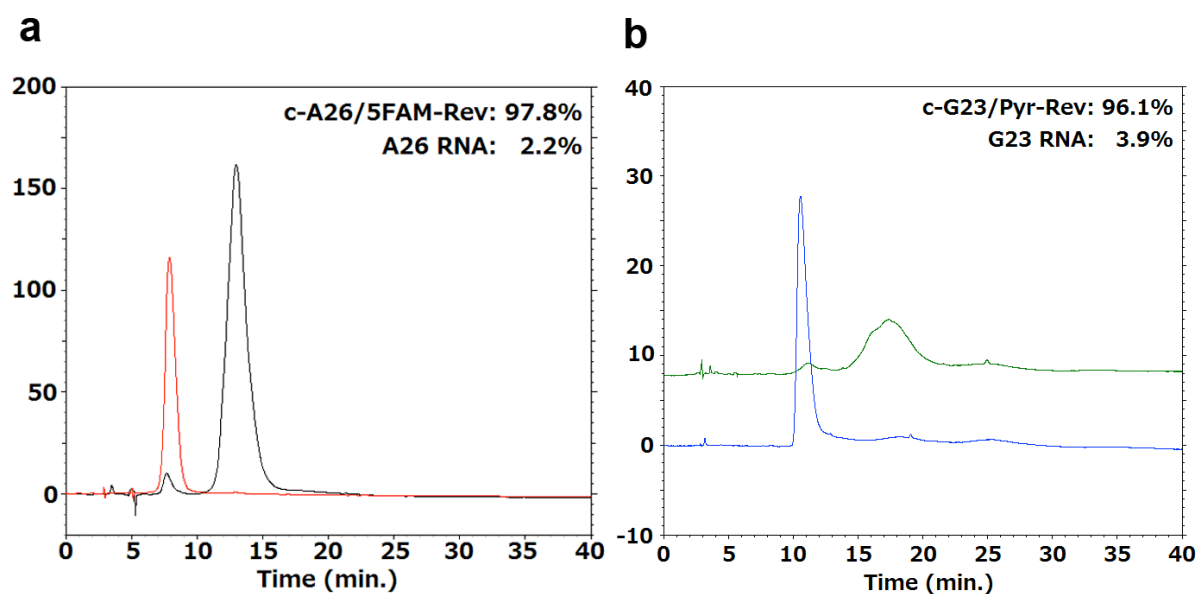 a
200
150
100
50
0
c-A26/5FAM-Rev: 97.8%
A26 RNA: 2.2%
0 5 10 15 20 25 30 35 40
Time (min.)
b
40
30
20
10
0
-10
c-G23/Pyr-Rev: 96.1%
G23 RNA: 3.9%
0 5 10 15 20 25 30 35 40
Time (min.)